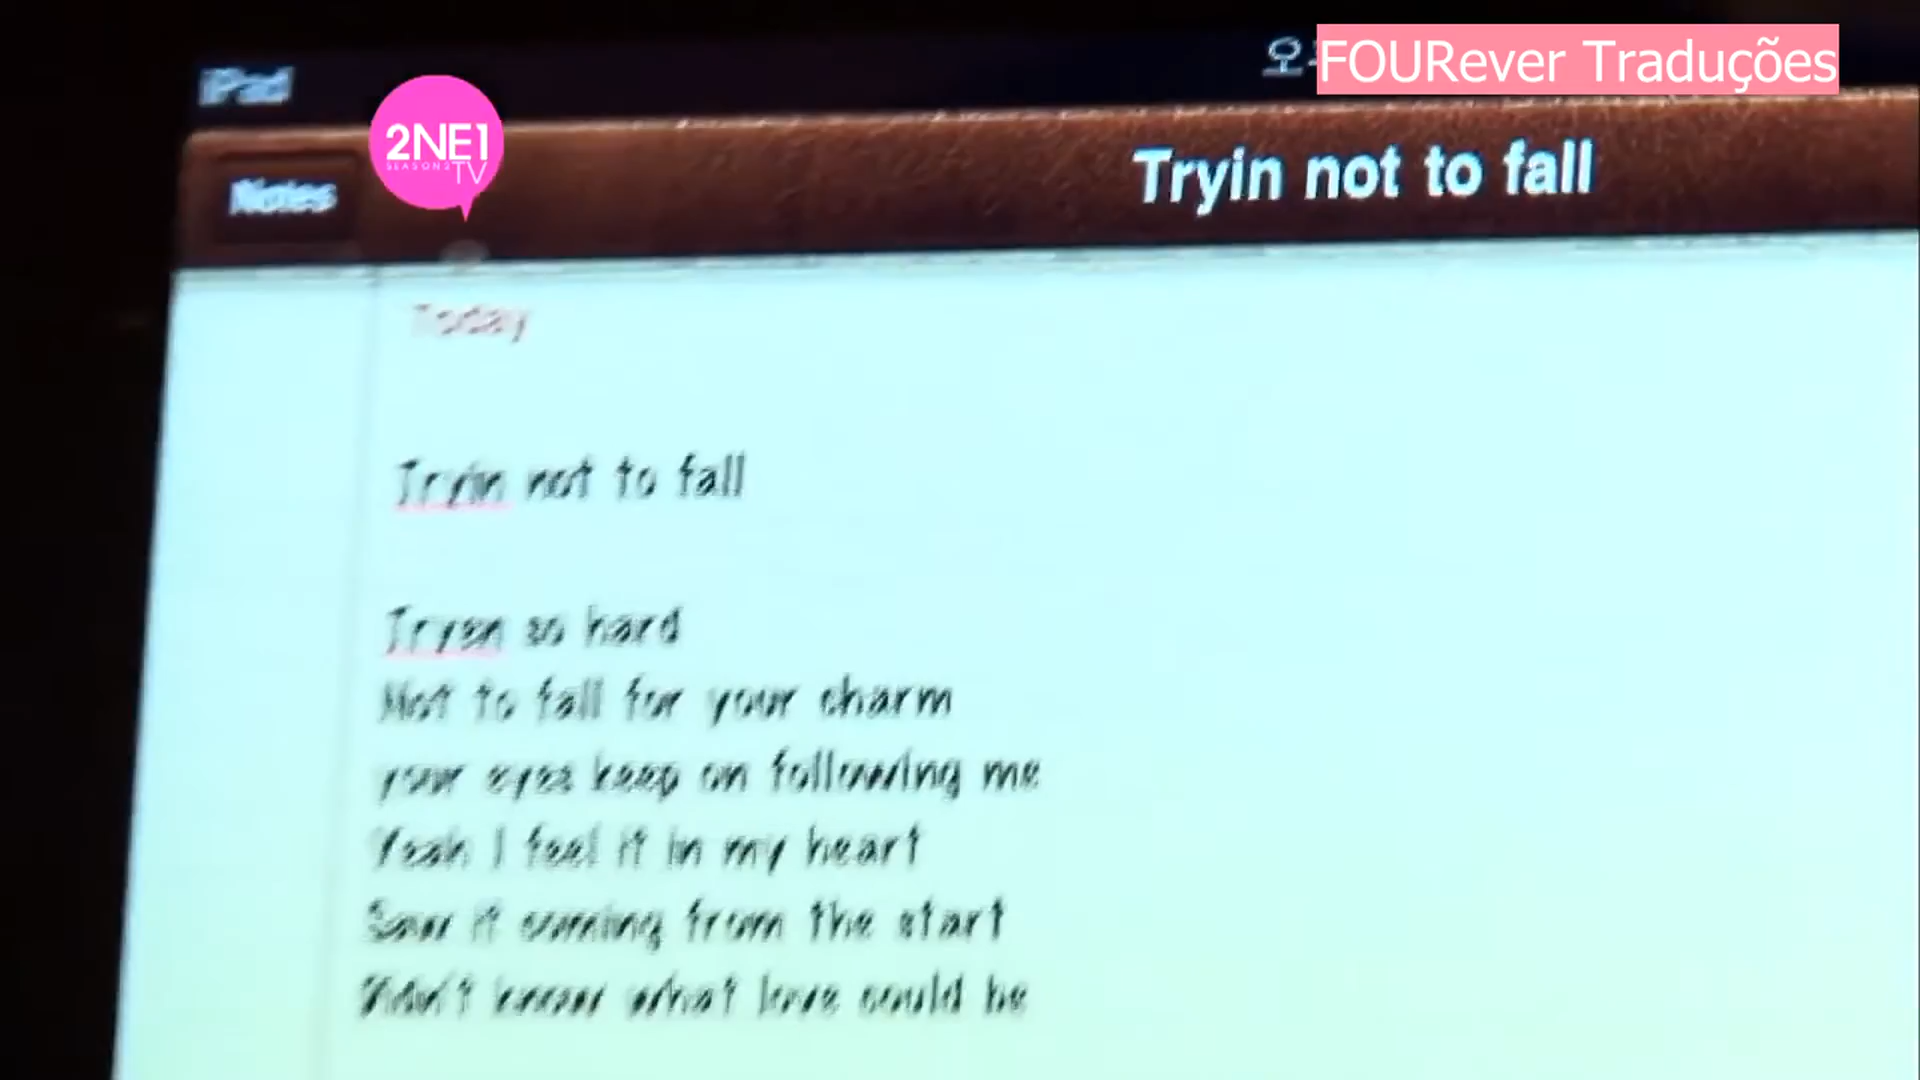 iPad
오
FOURever Traduções
2NE1
SEASON3
TV
Notes
Tryin not to fall
Today
Tryin not to fall
Tryen so hard
Not to fall for your charm
your eyes keep on following me
Yeah I feel it in my heart
Saw it coming from the start
Didn't know what love could be